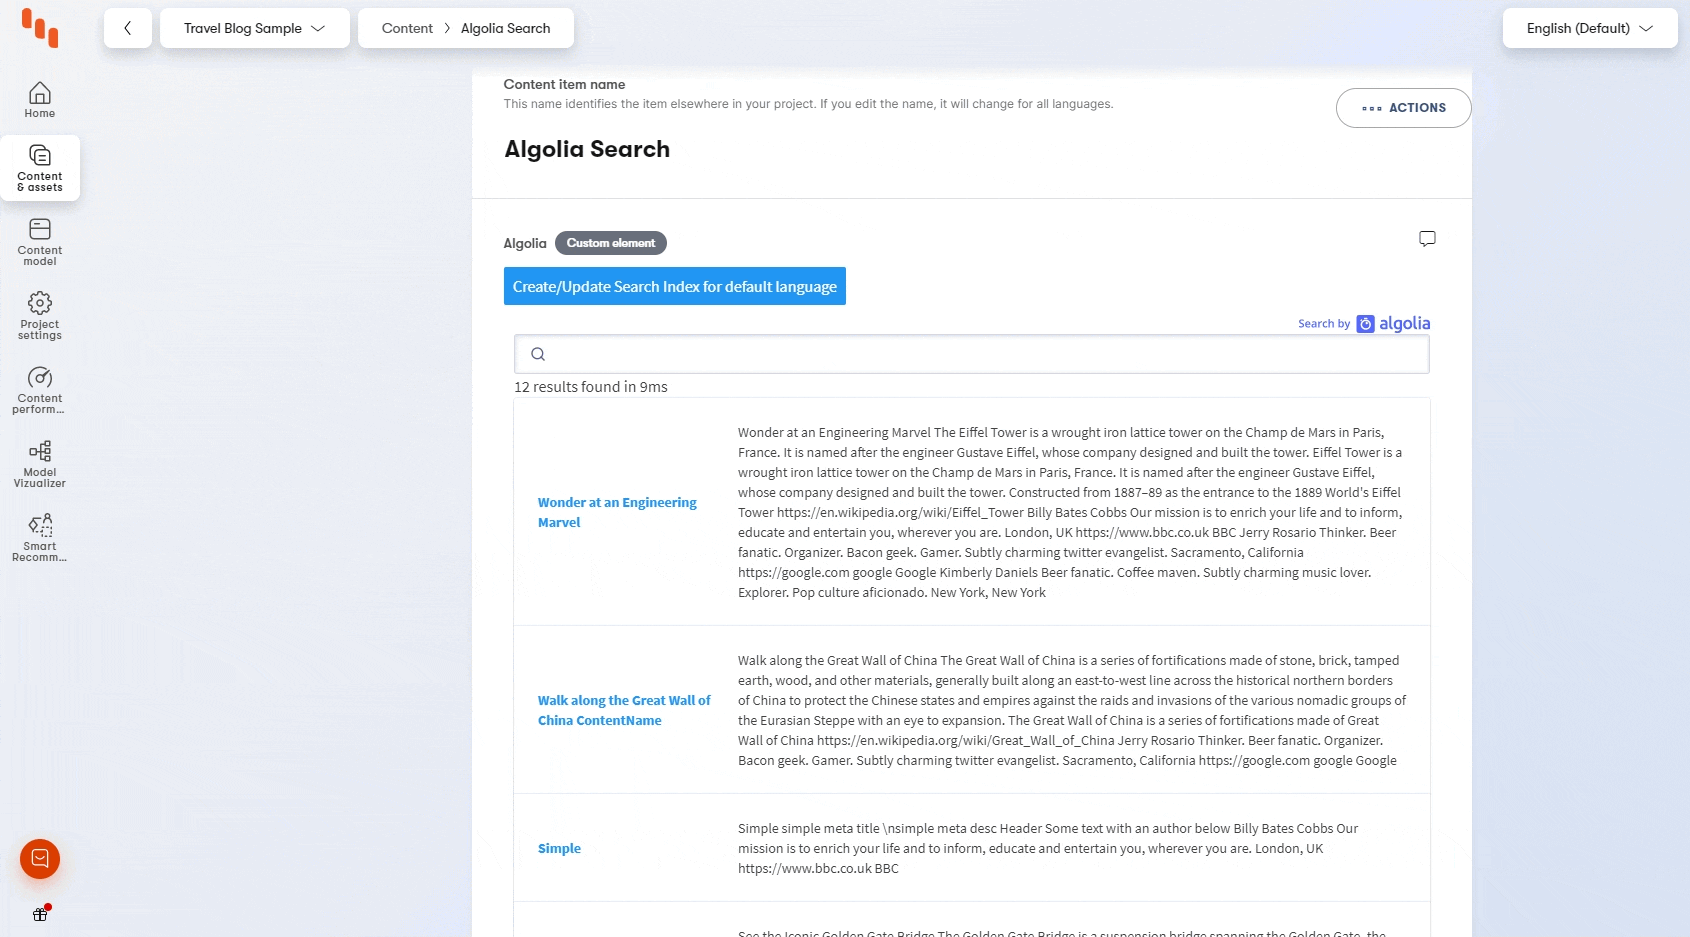 Travel Blog Sample
Content > Algolia Search
English (Default)
Home
Content
& assets
Content
model
Project
settings
Content
perform...
Model
Vizualizer
Smart
Recomm...
Content item name
This name identifies the item elsewhere in your project. If you edit the name, it will change for all languages.
ACTIONS
Algolia Search
Algolia Custom element
Create/Update Search Index for default language
Search by algolia
12 results found in 9ms
Wonder at an Engineering
Marvel
Wonder at an Engineering Marvel The Eiffel Tower is a wrought iron lattice tower on the Champ de Mars in Paris,
France. It is named after the engineer Gustave Eiffel, whose company designed and built the tower. Eiffel Tower is a
wrought iron lattice tower on the Champ de Mars in Paris, France. It is named after the engineer Gustave Eiffel,
whose company designed and built the tower. Constructed from 1887–89 as the entrance to the 1889 World's Eiffel
Tower https://en.wikipedia.org/wiki/Eiffel_Tower Billy Bates Cobbs Our mission is to enrich your life and to inform,
educate and entertain you, wherever you are. London, UK https://www.bbc.co.uk BBC Jerry Rosario Thinker. Beer
fanatic. Organizer. Bacon geek. Gamer. Subtly charming twitter evangelist. Sacramento, California
https://google.com google Google Kimberly Daniels Beer fanatic. Coffee maven. Subtly charming music lover.
Explorer. Pop culture aficionado. New York, New York
Walk along the Great Wall of
China ContentName
Walk along the Great Wall of China The Great Wall of China is a series of fortifications made of stone, brick, tamped
earth, wood, and other materials, generally built along an east-to-west line across the historical northern borders
of China to protect the Chinese states and empires against the raids and invasions of the various nomadic groups of
the Eurasian Steppe with an eye to expansion. The Great Wall of China is a series of fortifications made of Great
Wall of China https://en.wikipedia.org/wiki/Great_Wall_of_China Jerry Rosario Thinker. Beer fanatic. Organizer.
Bacon geek. Gamer. Subtly charming twitter evangelist. Sacramento, California https://google.com google Google
Simple
Simple simple meta title \nsimple meta desc Header Some text with an author below Billy Bates Cobbs Our
mission is to enrich your life and to inform, educate and entertain you, wherever you are. London, UK
https://www.bbc.co.uk BBC
See the Iconic Golden Gate Bridge The Golden Gate Bridge is a suspension bridge spanning the Golden Gate, the